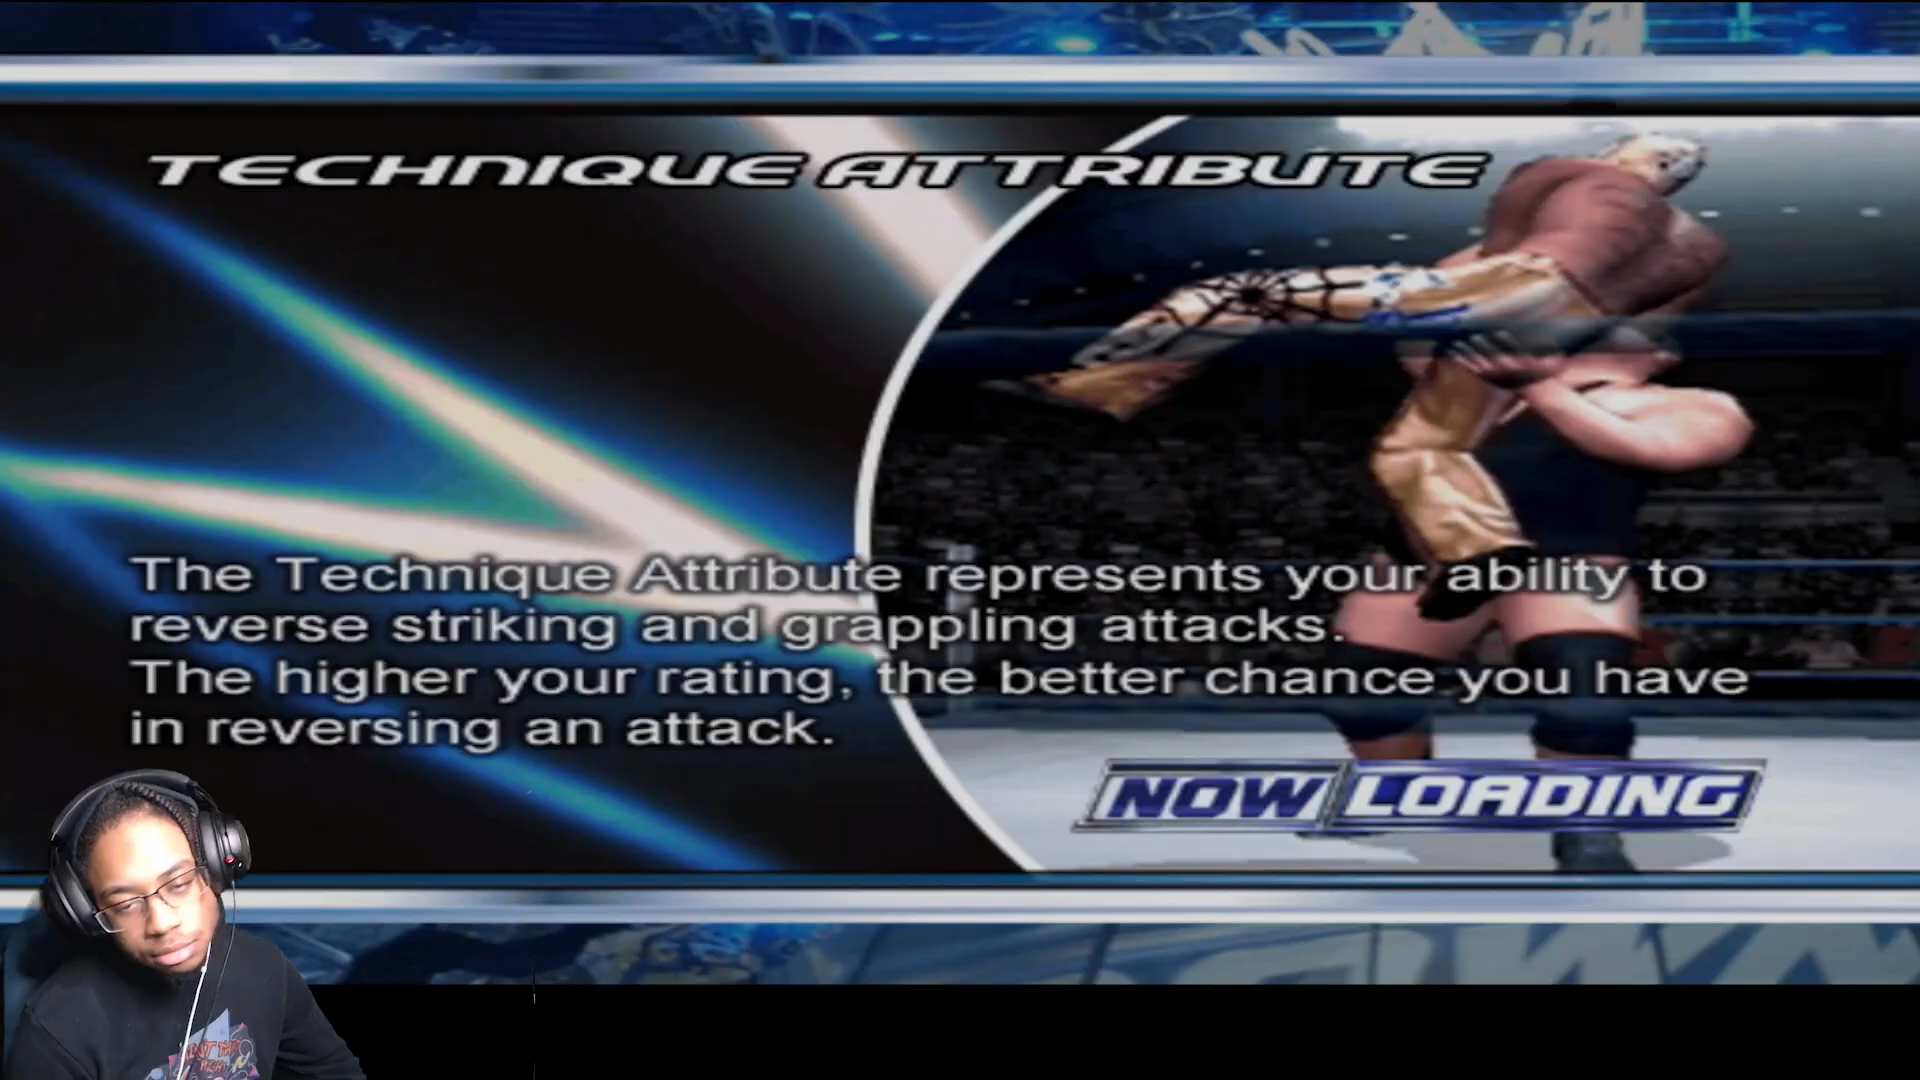 TECHNIQUE ATTRIBUTE
The Technique Attribute represents your ability to
reverse striking and grappling attacks.
The higher your rating, the better chance you have
in reversing an attack.
NOW LOADING